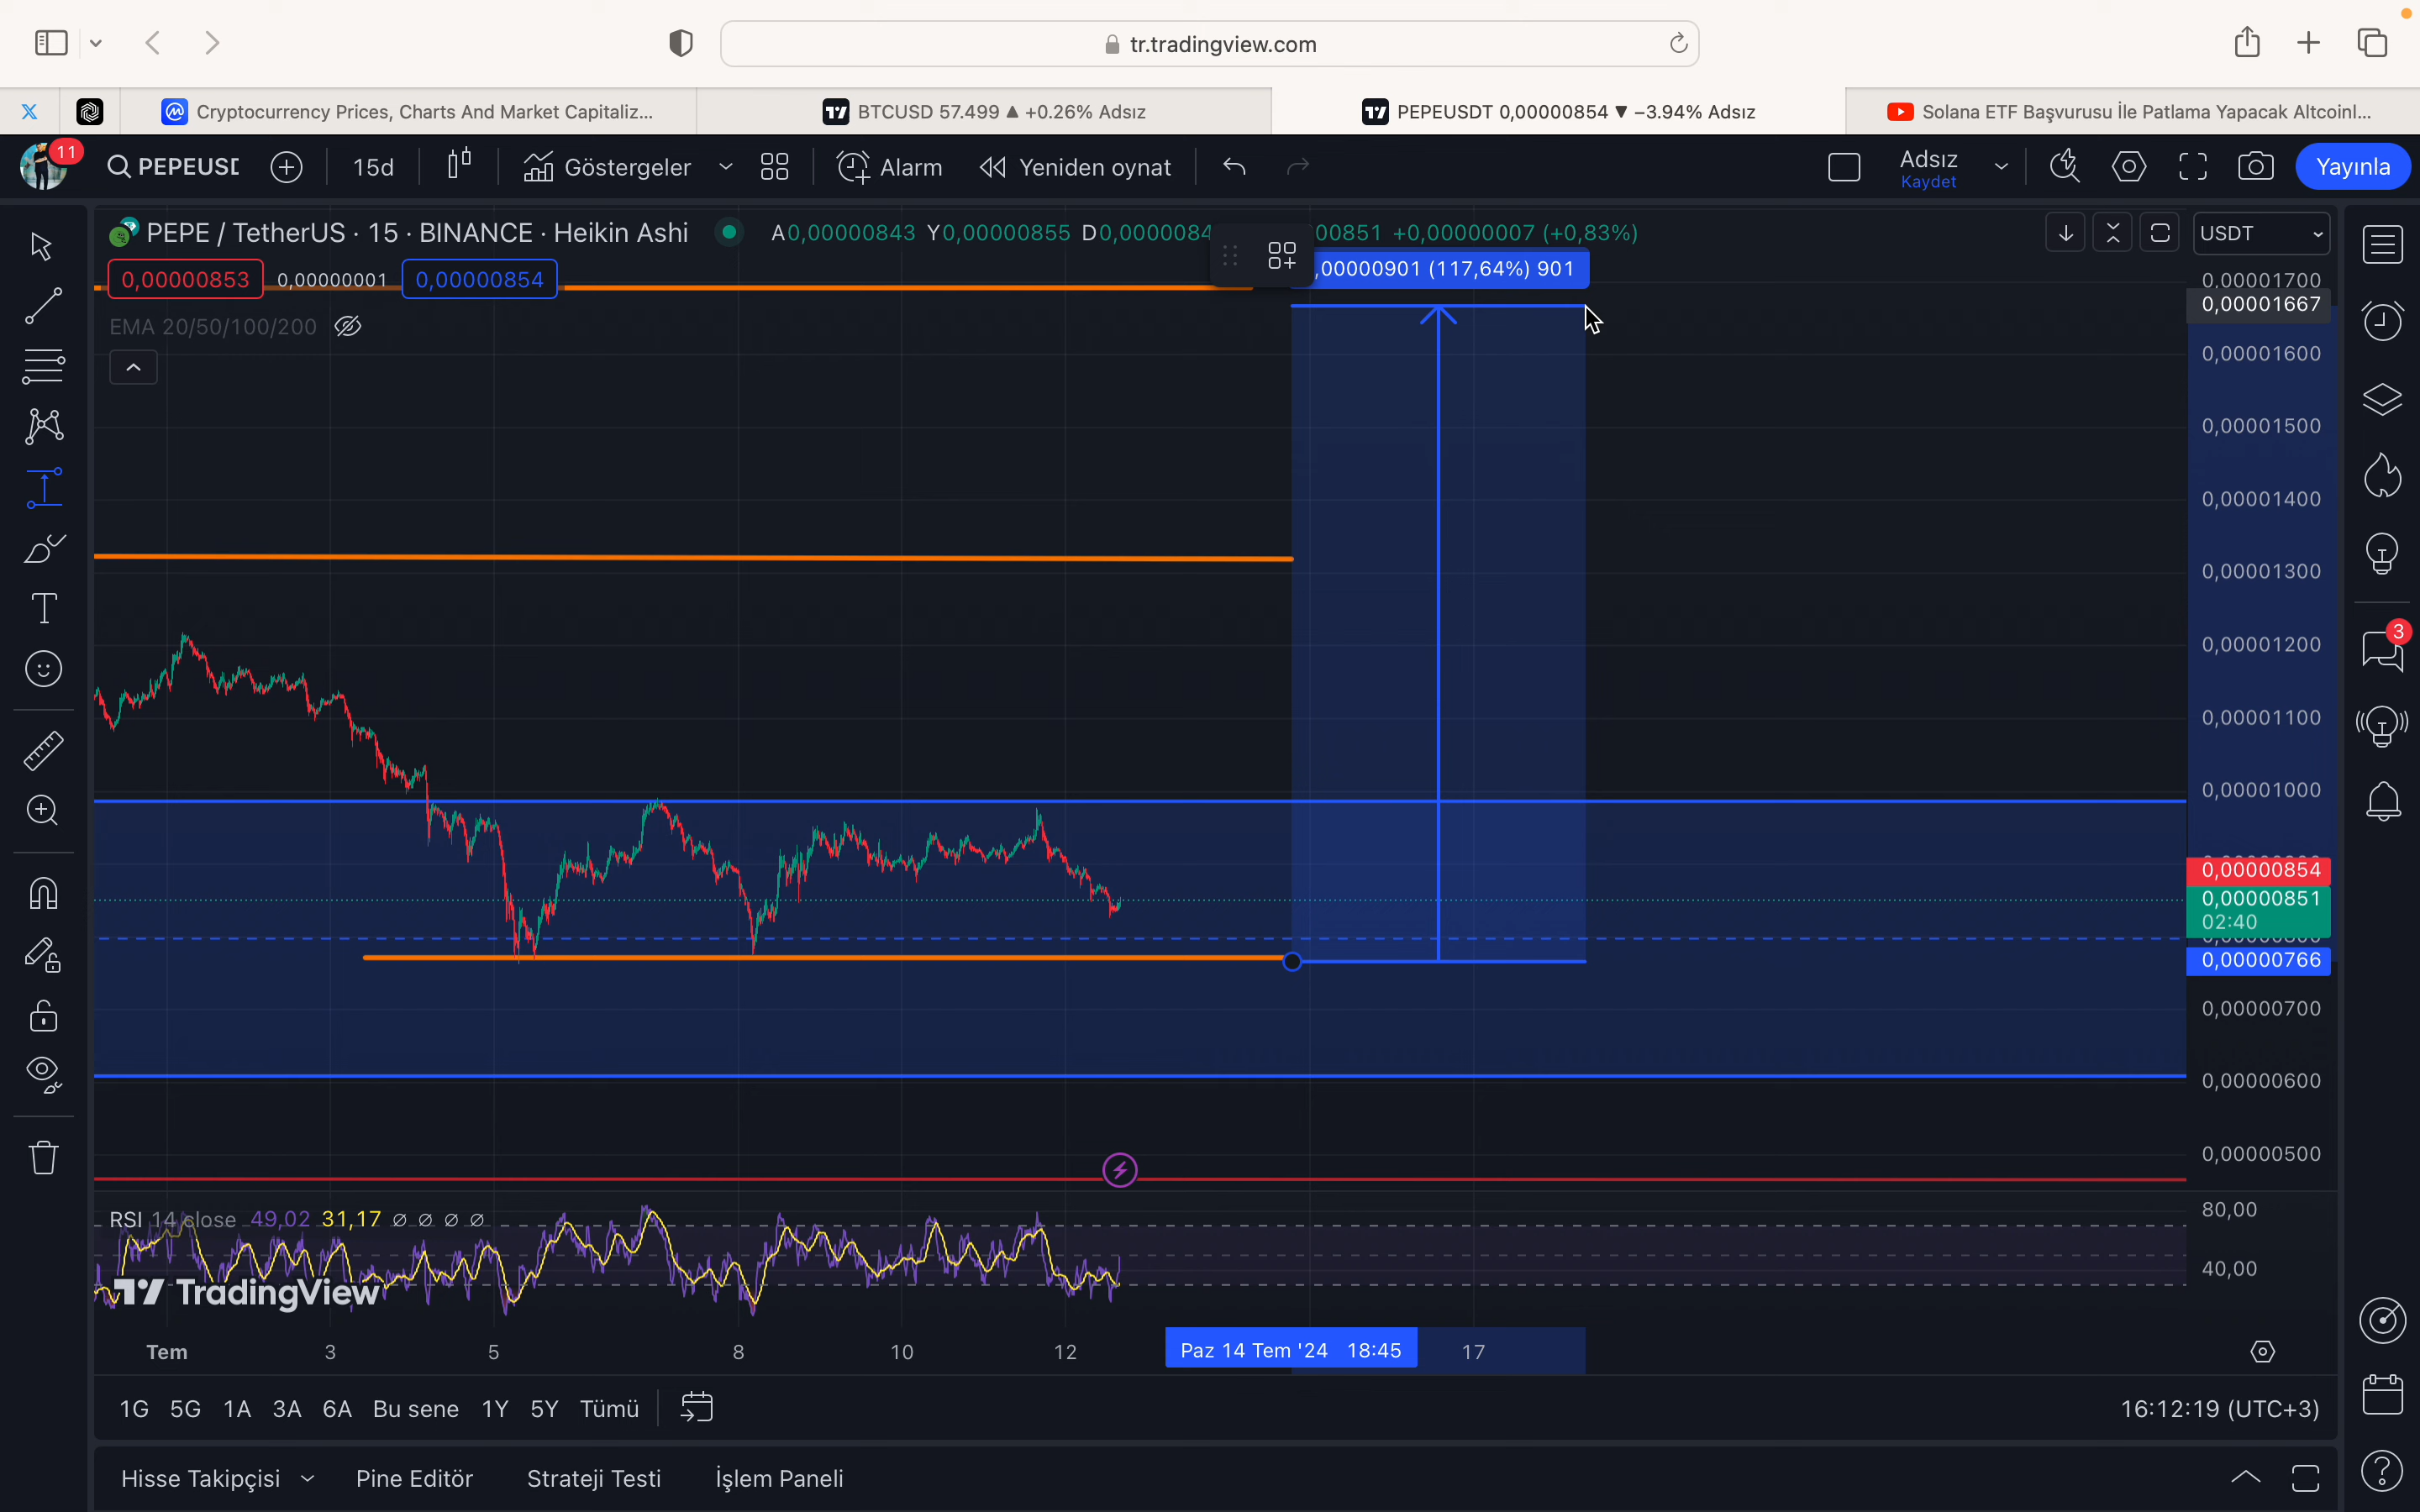 tr.tradingview.com
Cryptocurrency Prices, Charts And Market Capitaliz...
BTCUSD 57.499 ▲ +0.26% Adsız
PEPEUSDT 0,00000854 ▼ −3.94% Adsız
Solana ETF Başvurusu İle Patlama Yapacak Altcoinl...
11
PEPEUSD
15d
Göstergeler
Alarm
Yeniden oynat
Adsız
Kaydet
Yayınla
PEPE / TetherUS · 15 · BINANCE · Heikin Ashi
A0,00000843 Y0,00000855 D0,0000084
00851 +0,00000007 (+0,83%)
USDT
0,00000853
0,00000001
0,00000854
,00000901 (117,64%) 901
EMA 20/50/100/200
0,00001700
0,00001667
0,00001600
0,00001500
0,00001400
0,00001300
0,00001200
3
0,00001100
0,00001000
0,00000854
0,00000851
02:40
0,00000766
0,00000700
0,00000600
0,00000500
RSI 14 close 49,02 31,17 ∅ ∅ ∅ ∅
80,00
40,00
TradingView
Tem
3
5
8
10
12
Paz 14 Tem '24 18:45
17
1G 5G 1A 3A 6A Bu sene 1Y 5Y Tümü
16:12:19 (UTC+3)
Hisse Takipçisi
Pine Editör
Strateji Testi
İşlem Paneli